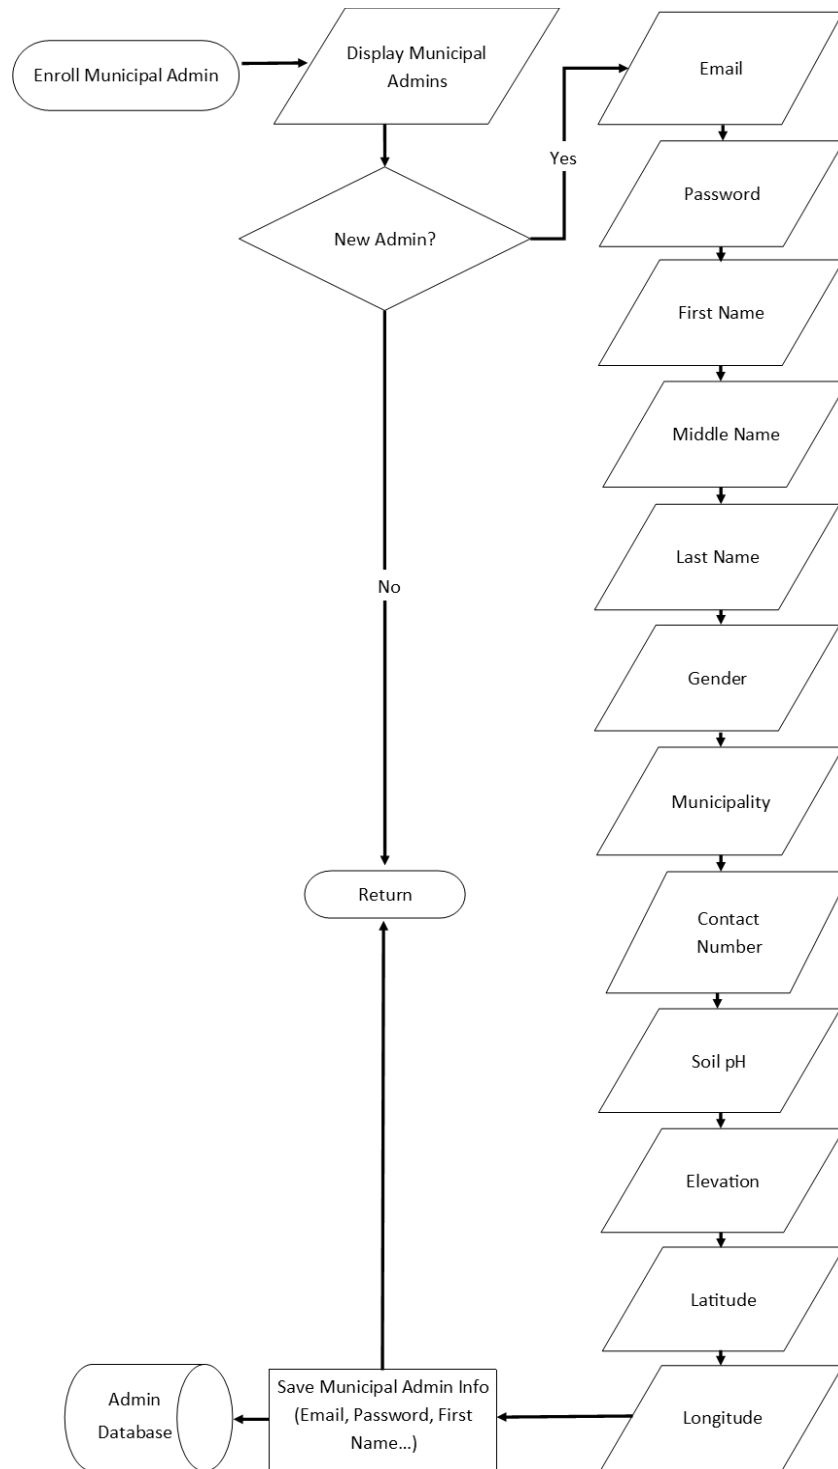 Enroll Municipal Admin
Display Municipal
Admins
New Admin?
Yes
No
Email
Password
First Name
Middle Name
Last Name
Gender
Municipality
Contact
Number
Soil pH
Elevation
Latitude
Longitude
Save Municipal Admin Info
(Email, Password, First
Name...)
Admin
Database
Return